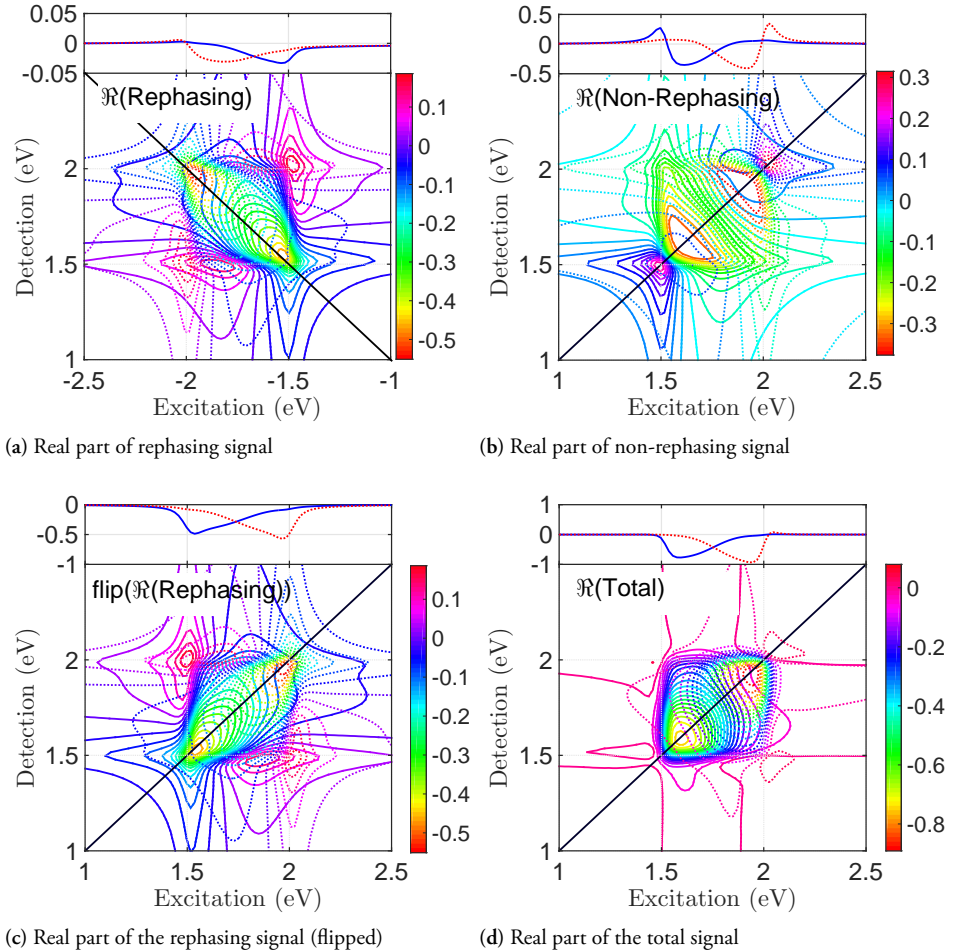 0.05
0
-0.05
ℜ(Rephasing)
2
1.5
1
Detection (eV)
-2.5 -2 -1.5 -1
Excitation (eV)
0.1
0
-0.1
-0.2
-0.3
-0.4
-0.5
(a) Real part of rephasing signal
0.5
0
-0.5
ℜ(Non-Rephasing)
2
1.5
1
Detection (eV)
1 1.5 2 2.5
Excitation (eV)
0.3
0.2
0.1
0
-0.1
-0.2
-0.3
(b) Real part of non-rephasing signal
0
-0.5
-1
flip(ℜ(Rephasing))
2
1.5
1
Detection (eV)
1 1.5 2 2.5
Excitation (eV)
0.1
0
-0.1
-0.2
-0.3
-0.4
-0.5
(c) Real part of the rephasing signal (flipped)
1
0
-1
ℜ(Total)
2
1.5
1
Detection (eV)
1 1.5 2 2.5
Excitation (eV)
0
-0.2
-0.4
-0.6
-0.8
(d) Real part of the total signal